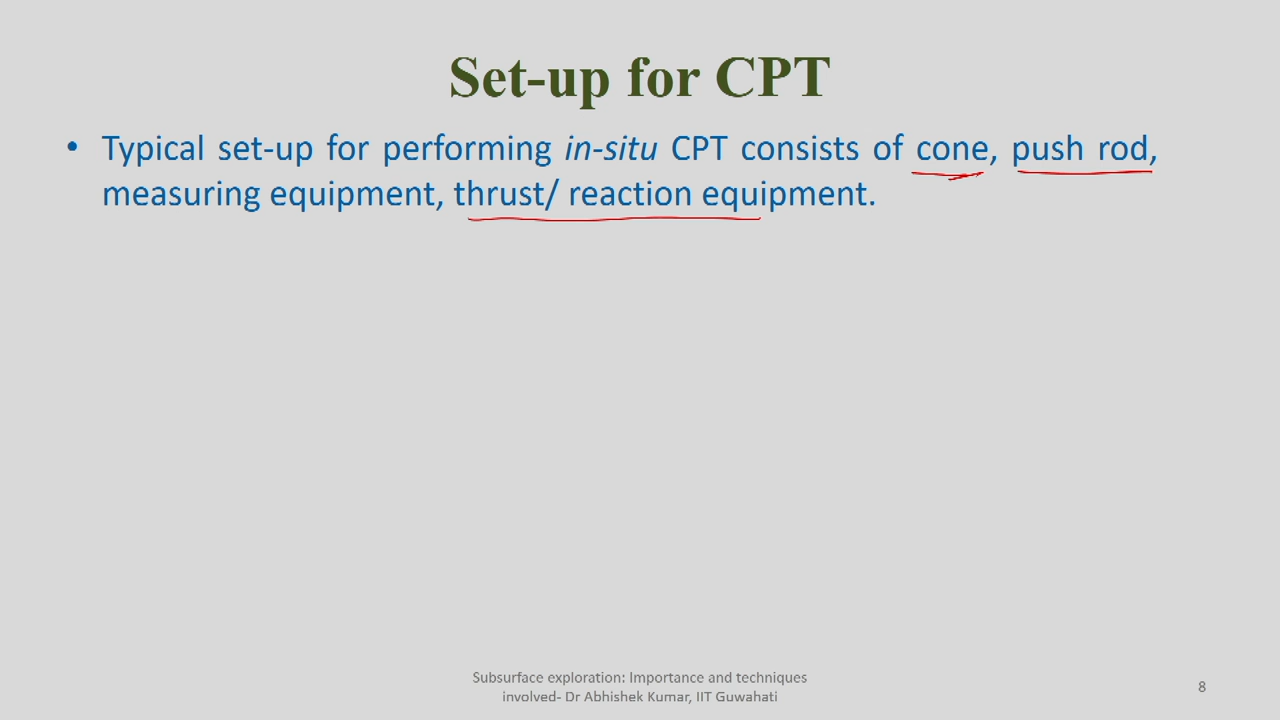 Set-up for CPT
• Typical set-up for performing in-situ CPT consists of cone, push rod,
measuring equipment, thrust/ reaction equipment.
Subsurface exploration: Importance and techniques
involved- Dr Abhishek Kumar, IIT Guwahati
8